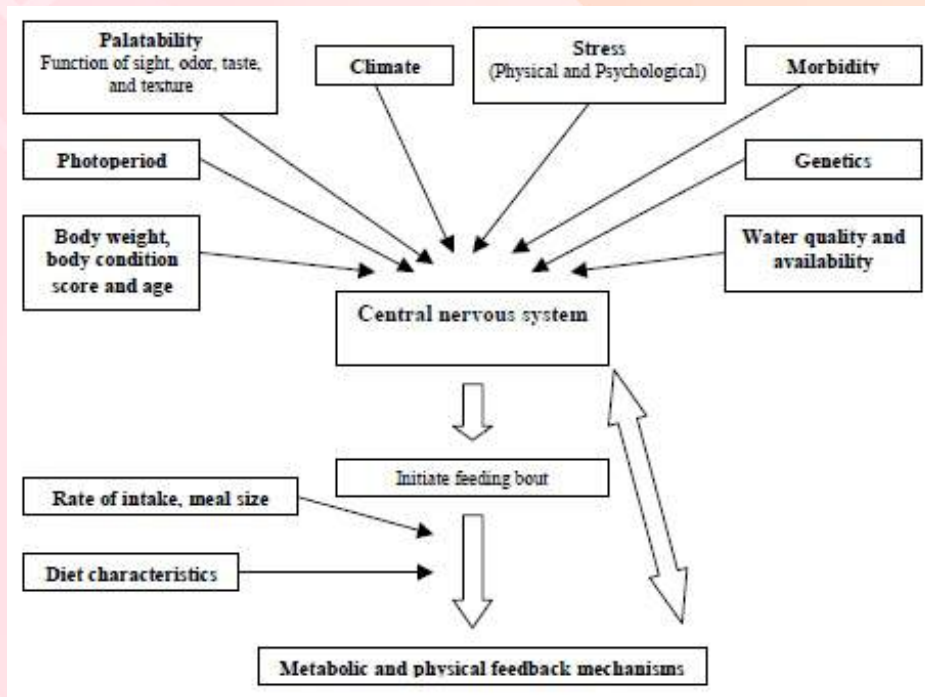 Palatability
Function of sight, odor, taste,
and texture
Climate
Stress
(Physical and Psychological)
Morbidity
Photoperiod
Genetics
Body weight,
body condition
score and age
Water quality and
availability
Central nervous system
Initiate feeding bout
Rate of intake, meal size
Diet characteristics
Metabolic and physical feedback mechanisms